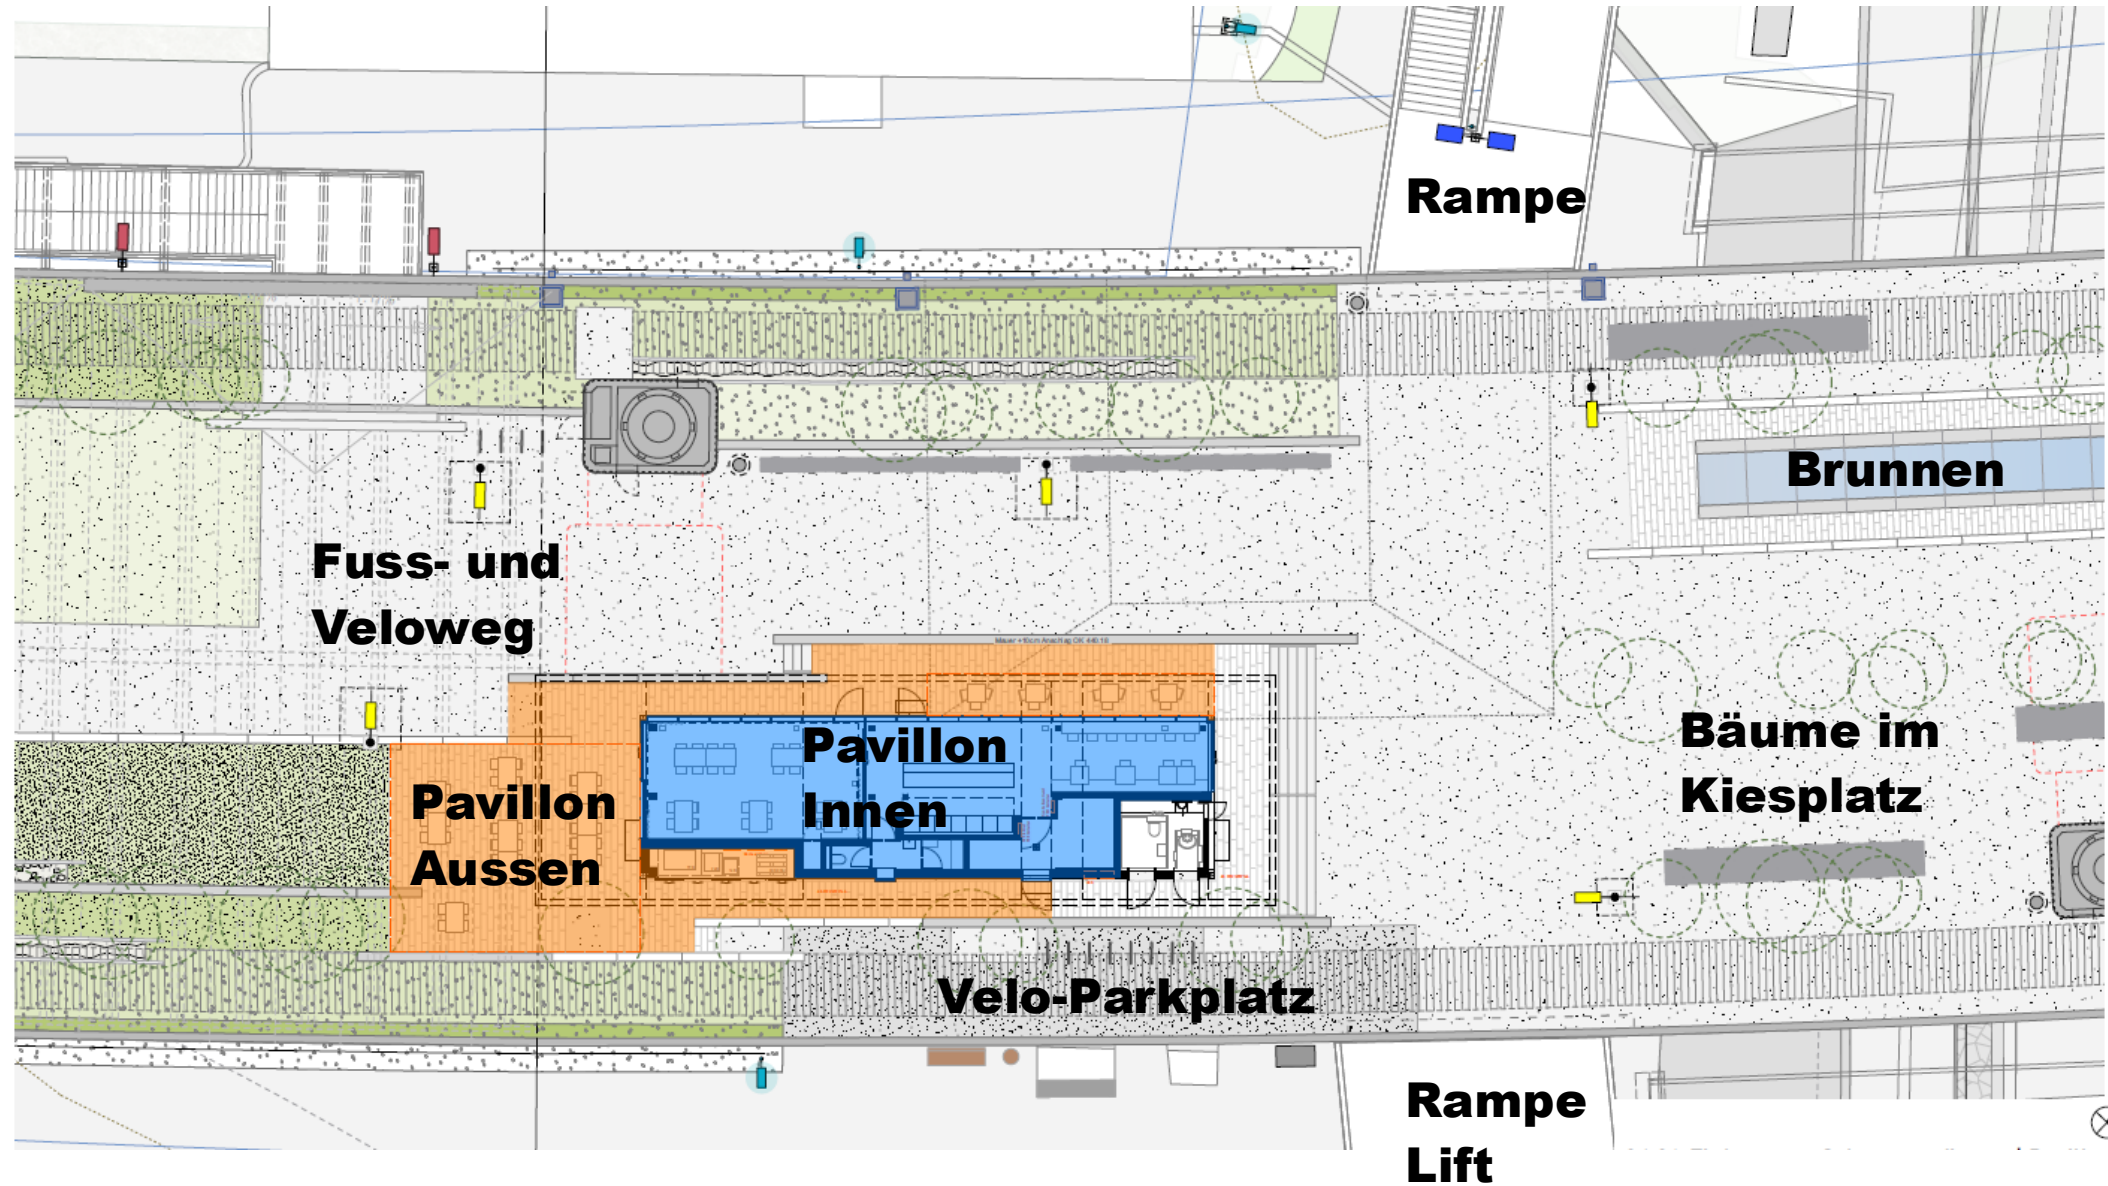 Rampe
Brunnen
Fuss- und
Veloweg
Pavillon
Innen
Bäume im
Kiesplatz
Pavillon
Aussen
Velo-Parkplatz
Rampe
Lift